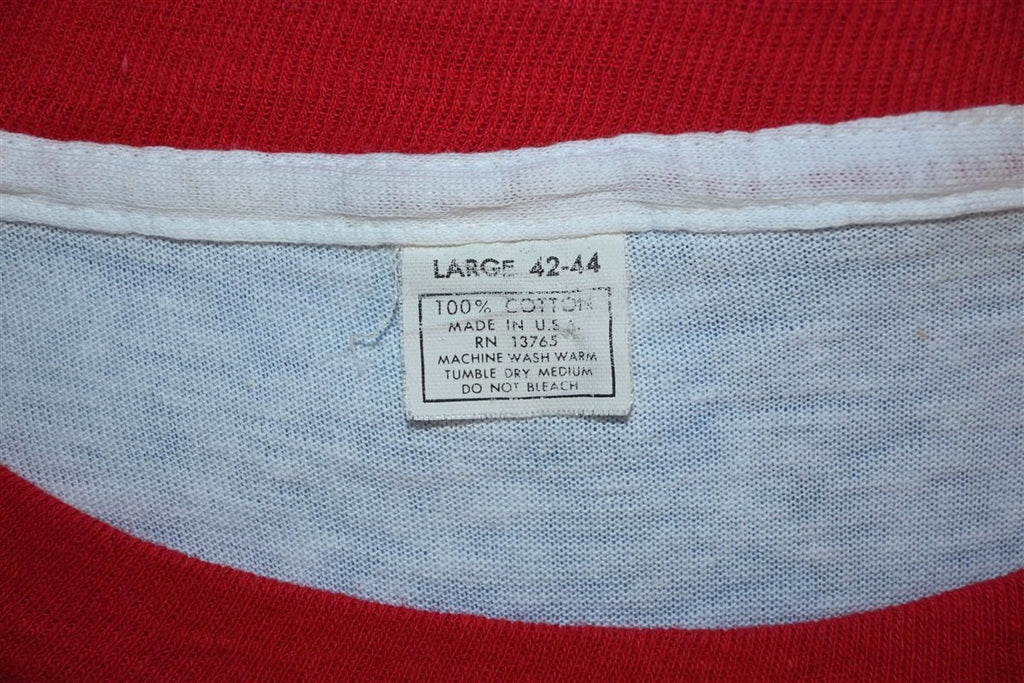 LARGE 42-44
100% COTTON
MADE IN U.S.A.
RN 13765
MACHINE WASH WARM
TUMBLE DRY MEDIUM
DO NOT BLEACH